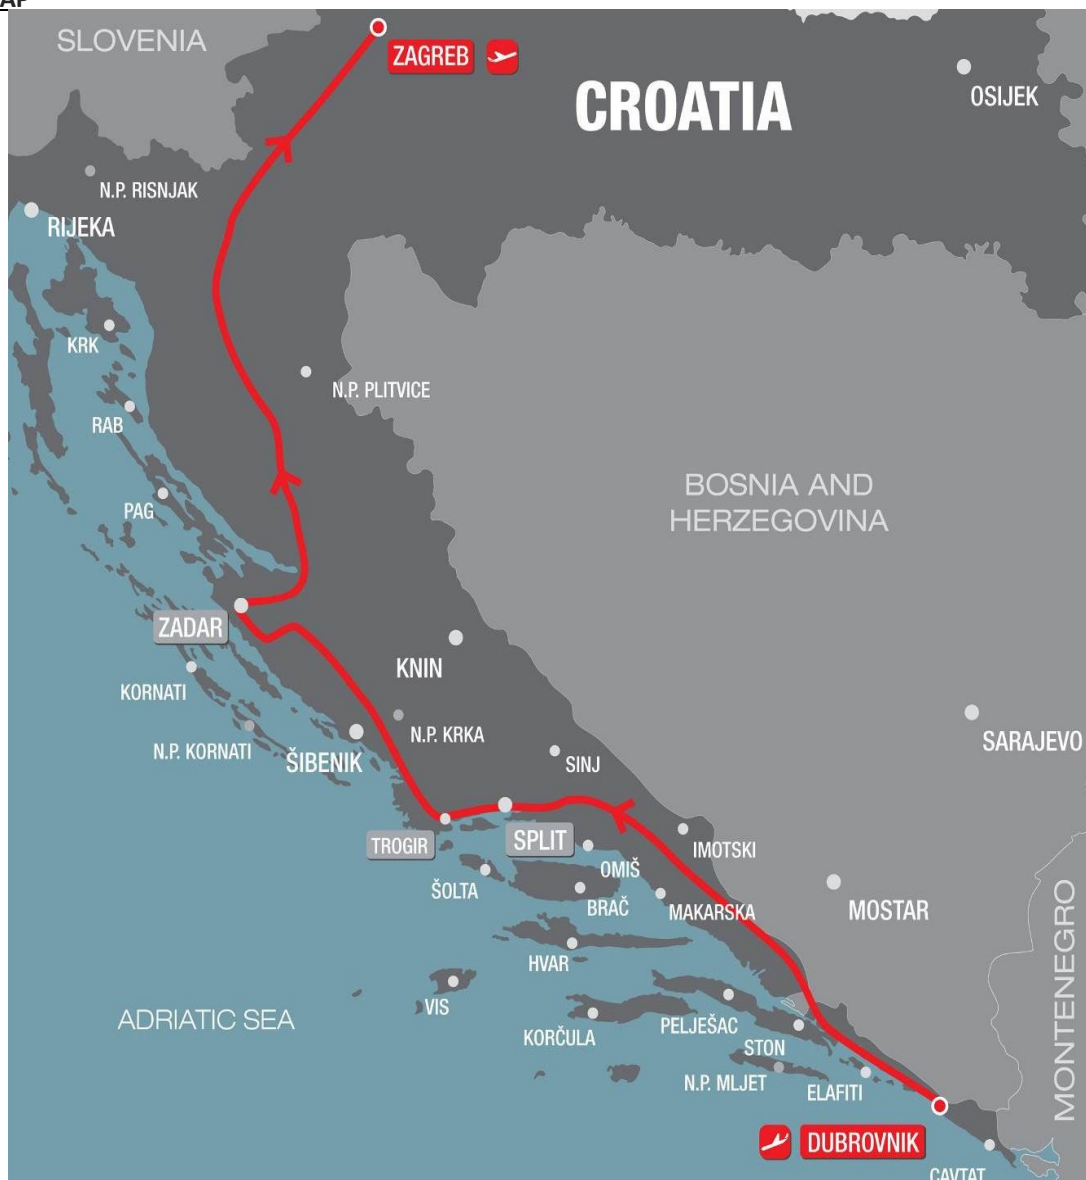 AP
SLOVENIA
ZAGREB
CROATIA
OSIJEK
N.P. RISNJAK
RIJEKA
KRK
N.P. PLITVICE
RAB
PAG
BOSNIA AND
HERZEGOVINA
ZADAR
KNIN
KORNATI
N.P. KORNATI
N.P. KRKA
ŠIBENIK
SINJ
SARAJEVO
TROGIR
SPLIT
IMOTSKI
OMIŠ
ŠOLTA
BRAČ
MAKARSKA
MOSTAR
HVAR
VIS
ADRIATIC SEA
KORČULA
PELJEŠAC
STON
N.P. MLJET
ELAFITI
MONTENEGRO
DUBROVNIK
CAVTAT